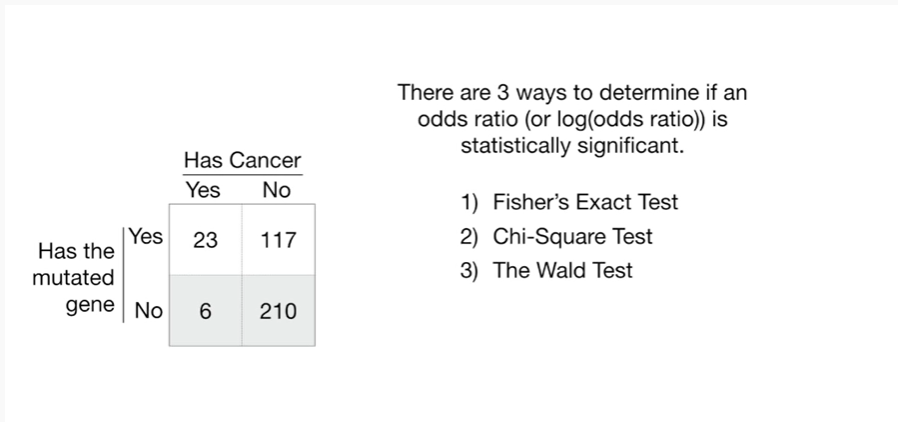 There are 3 ways to determine if an
odds ratio (or log(odds ratio)) is
statistically significant.
1) Fisher's Exact Test
2) Chi-Square Test
3) The Wald Test
Has Cancer
Yes No
Has the
mutated
gene
Yes 23 117
No 6 210